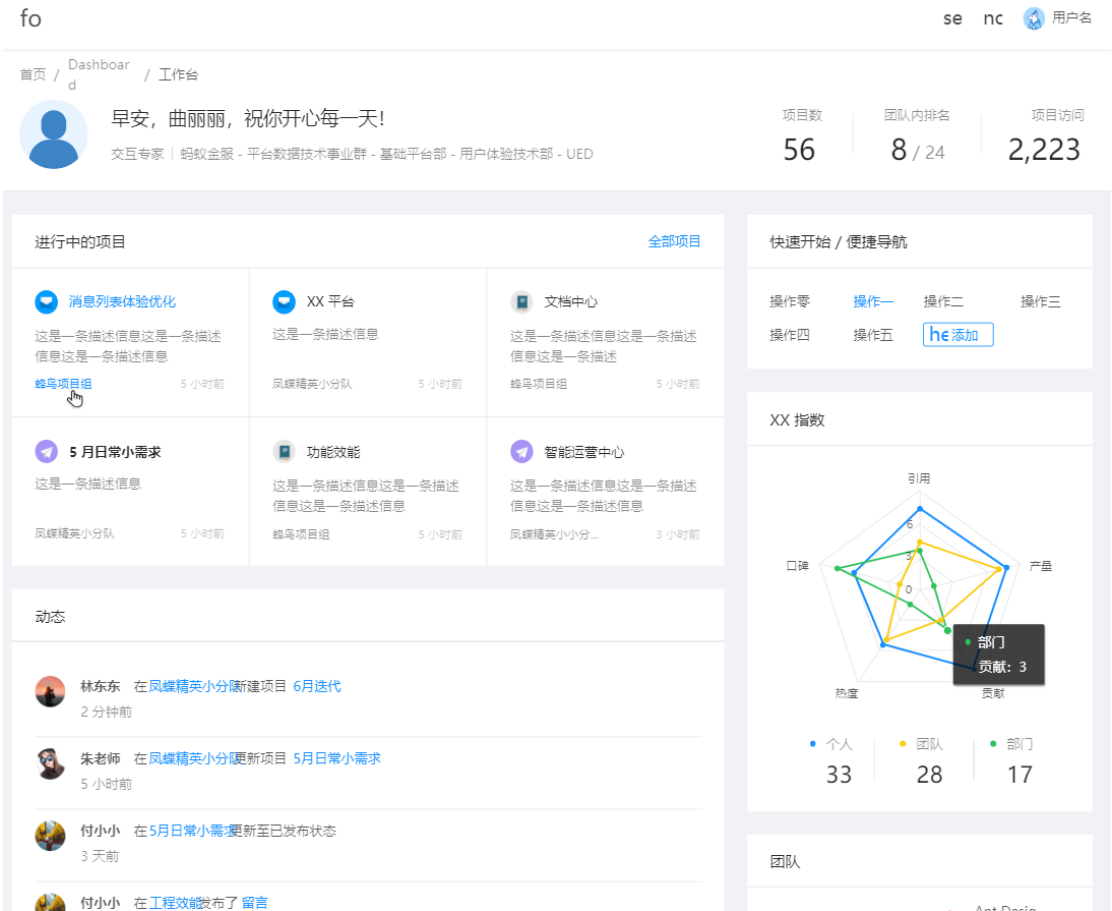 fo
se nc 用户名
首页 / Dashboar
d / 工作台
早安，曲丽丽，祝你开心每一天！
交互专家 | 蚂蚁金服 - 平台数据技术事业群 - 基础平台部 - 用户体验技术部 - UED
项目数 团队内排名 项目访问
56 8 / 24 2,223
进行中的项目 全部项目
消息列表体验优化
这是一条描述信息这是一条描述
信息这是一条描述信息
蜂鸟项目组 5 小时前
XX 平台
这是一条描述信息
凤蝶精英小分队 5 小时前
文档中心
这是一条描述信息这是一条描述
信息这是一条描述
蜂鸟项目组 5 小时前
5 月日常小需求
这是一条描述信息
凤蝶精英小分队 5 小时前
功能效能
这是一条描述信息这是一条描述
信息这是一条描述信息
蜂鸟项目组 5 小时前
智能运营中心
这是一条描述信息这是一条描述
信息这是一条描述信息
凤蝶精英小小分... 3 小时前
动态
林东东 在凤蝶精英小分队新建项目 6月迭代
2 分钟前
朱老师 在凤蝶精英小分队更新项目 5月日常小需求
5 小时前
付小小 在5月日常小需求更新至已发布状态
3 天前
付小小 在工程效能发布了 留言
快速开始 / 便捷导航
操作零 操作一 操作二 操作三
操作四 操作五 添加
XX 指数
引用
6
口碑 3 产量
0
部门
贡献: 3
热度 贡献
个人 团队 部门
33 28 17
团队